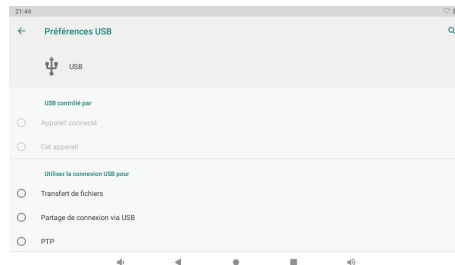 21:44
Préférences USB
USB
USB contrôlé par
Appareil connecté
Cet appareil
Utiliser la connexion USB pour
Transfert de fichiers
Partage de connexion via USB
PTP